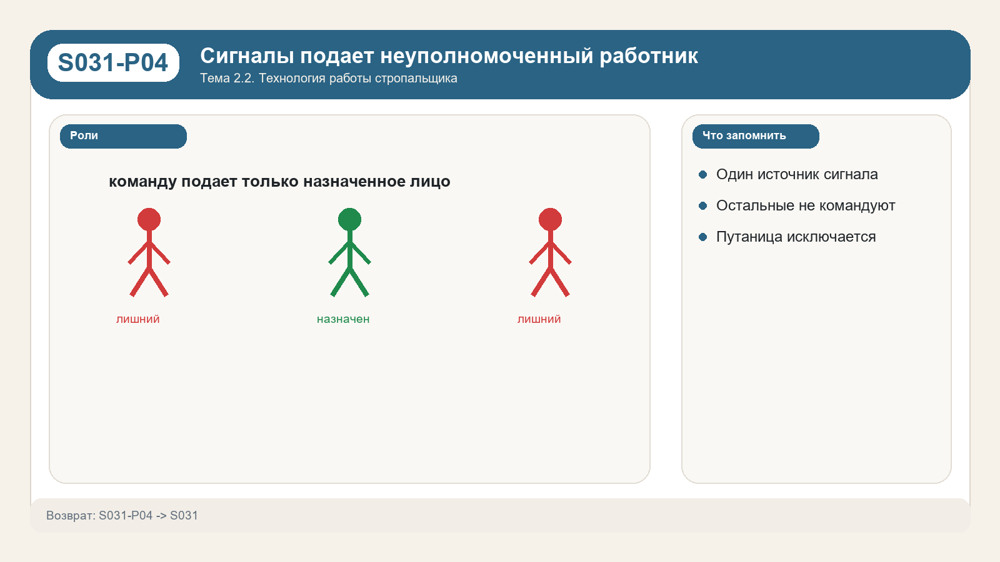 S031-P04
Сигналы подает неуполномоченный работник
Тема 2.2. Технология работы стропальщика
Роли
команду подает только назначенное лицо
лишний
назначен
лишний
Что запомнить
Один источник сигнала
Остальные не командуют
Путаница исключается
Возврат: S031-P04 -> S031